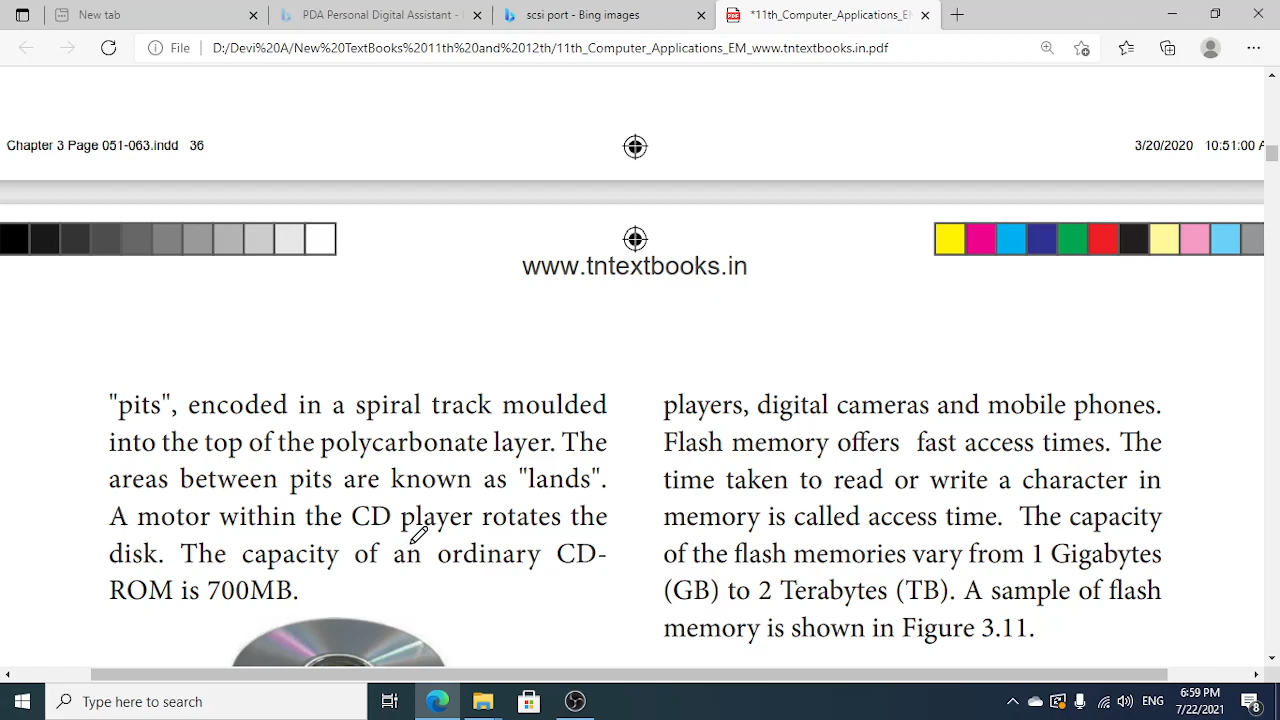 New tab
PDA Personal Digital Assistant -
scsi port - Bing images
*11th_Computer_Applications_EM
File
D:/Devi%20A/New%20TextBooks%2011th%20and%2012th/11th_Computer_Applications_EM_www.tntextbooks.in.pdf
Chapter 3 Page 051-063.indd 36
3/20/2020 10:51:00 A
www.tntextbooks.in
"pits", encoded in a spiral track moulded
into the top of the polycarbonate layer. The
areas between pits are known as "lands".
A motor within the CD player rotates the
disk. The capacity of an ordinary CD-
ROM is 700MB.
players, digital cameras and mobile phones.
Flash memory offers fast access times. The
time taken to read or write a character in
memory is called access time. The capacity
of the flash memories vary from 1 Gigabytes
(GB) to 2 Terabytes (TB). A sample of flash
memory is shown in Figure 3.11.
Type here to search
ENG
6:59 PM
7/22/2021
8